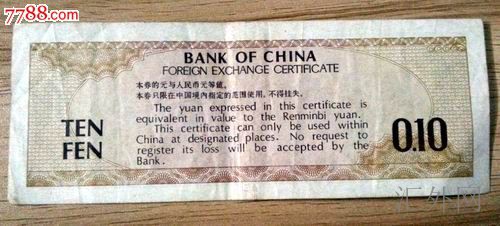 7788.com
BANK OF CHINA
FOREIGN EXCHANGE CERTIFICATE
本券的元与人民币元等值。
本券只限在中国境内指定的范围使用,不得挂失。
The yuan expressed in this certificate is
equivalent in value to the Renminbi yuan.
This certificate can only be used within
China at designated places. No request to
register its loss will be accepted by the
Bank.
TEN
FEN
0.10
汇外网